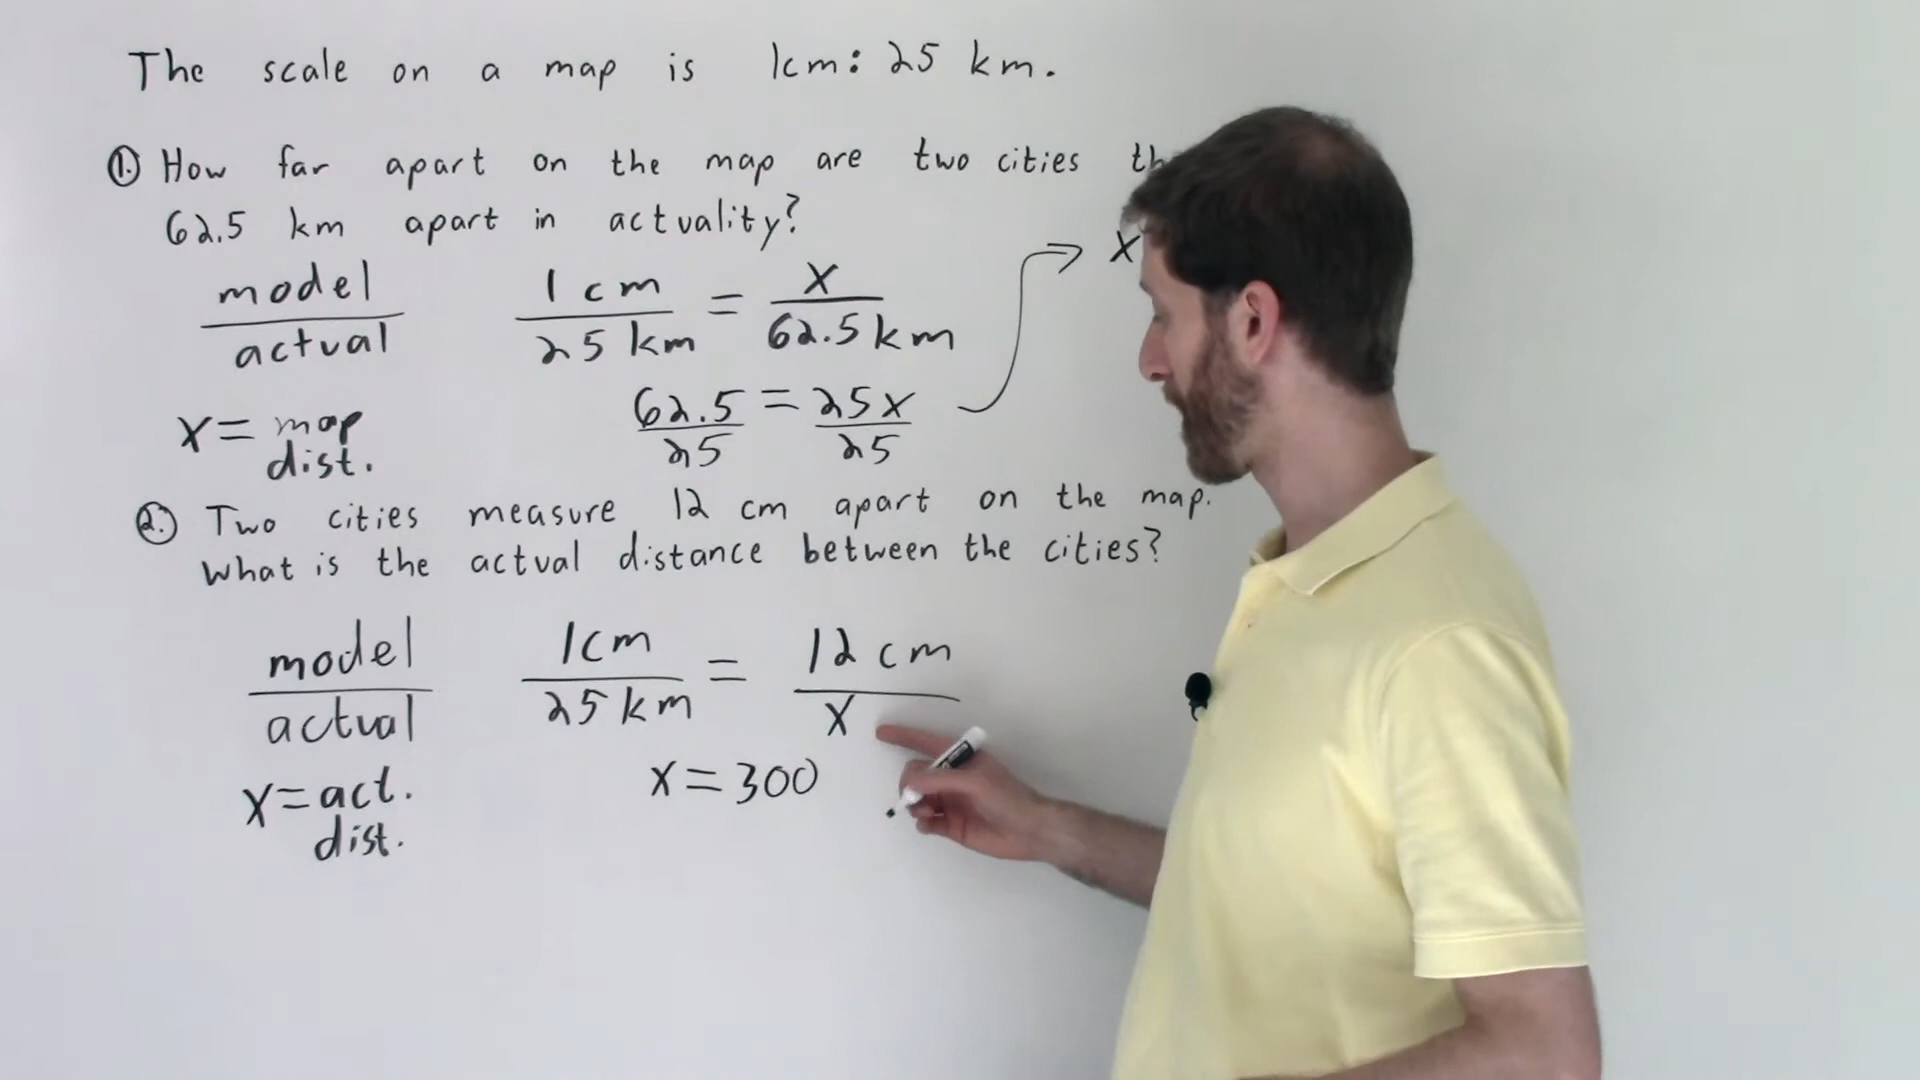 The scale on a map is 1cm: 25 km.
1. How far apart on the map are two cities
62.5 km apart in actuality?
model
actual
1 cm
25 km
=
x
62.5 km
x
x = map
dist.
62.5 = 25x
25 25
2. Two cities measure 12 cm apart on the map.
What is the actual distance between the cities?
model
actual
1cm
25 km
=
12 cm
x
x = act.
dist.
x = 300